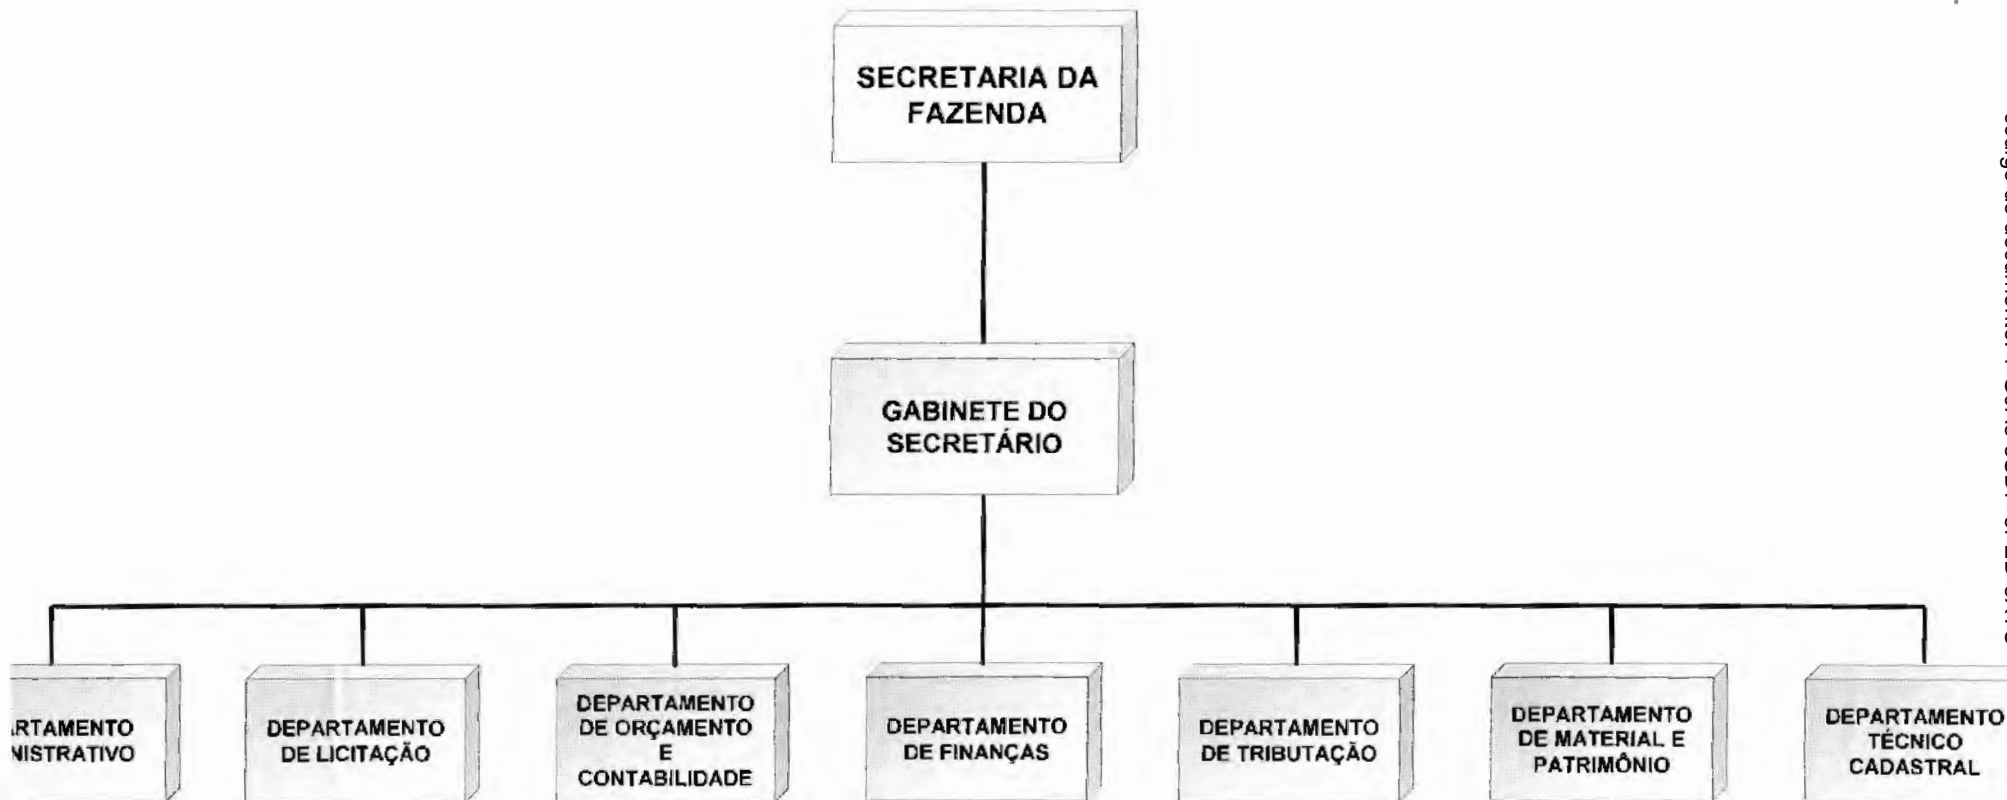 SECRETARIA DA
FAZENDA
GABINETE DO
SECRETÁRIO
ARTAMENTO
NISTRATIVO
DEPARTAMENTO
DE LICITAÇÃO
DEPARTAMENTO
DE ORÇAMENTO
E
CONTABILIDADE
DEPARTAMENTO
DE FINANÇAS
DEPARTAMENTO
DE TRIBUTAÇÃO
DEPARTAMENTO
DE MATERIAL E
PATRIMÔNIO
DEPARTAMENTO
TÉCNICO
CADASTRAL